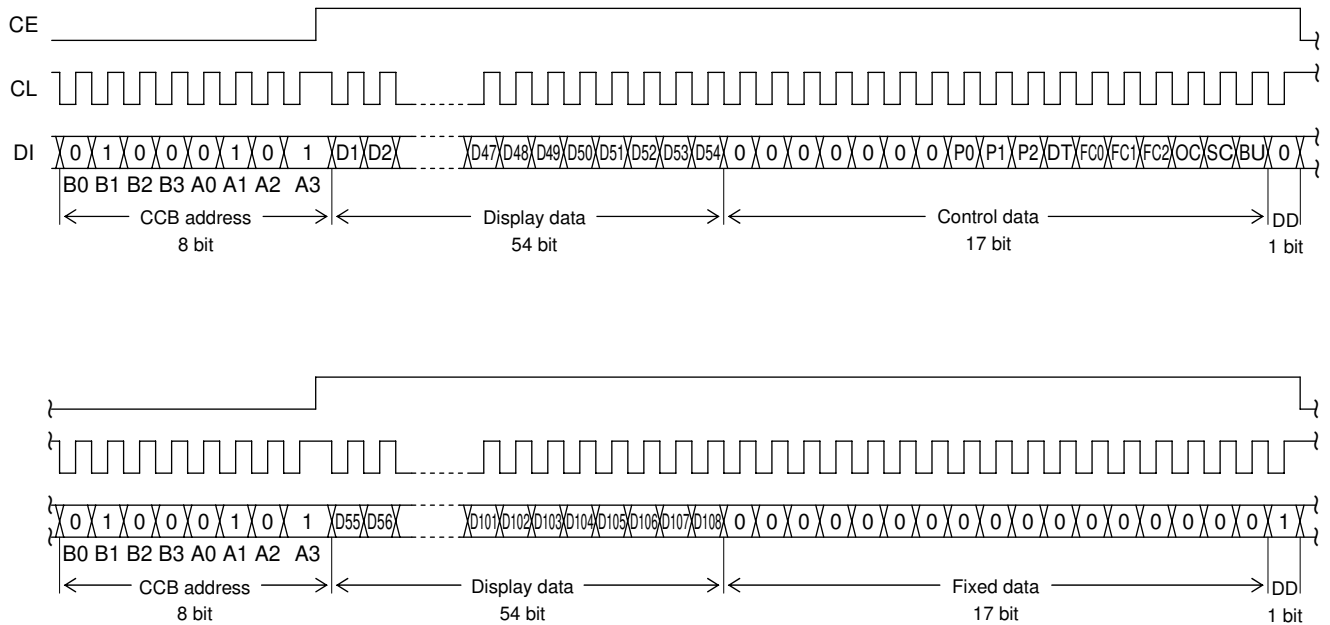 CE
CL
DI 0 1 0 0 0 1 0 1 D1 D2 D47 D48 D49 D50 D51 D52 D53 D54 0 0 0 0 0 0 0 P0 P1 P2 DT FC0 FC1 FC2 OC SC BU 0
B0 B1 B2 B3 A0 A1 A2 A3
CCB address Display data Control data DD
8 bit 54 bit 17 bit 1 bit
0 1 0 0 0 1 0 1 D55 D56 D101 D102 D103 D104 D105 D106 D107 D108 0 0 0 0 0 0 0 0 0 0 0 0 0 0 0 0 0 1
B0 B1 B2 B3 A0 A1 A2 A3
CCB address Display data Fixed data DD
8 bit 54 bit 17 bit 1 bit